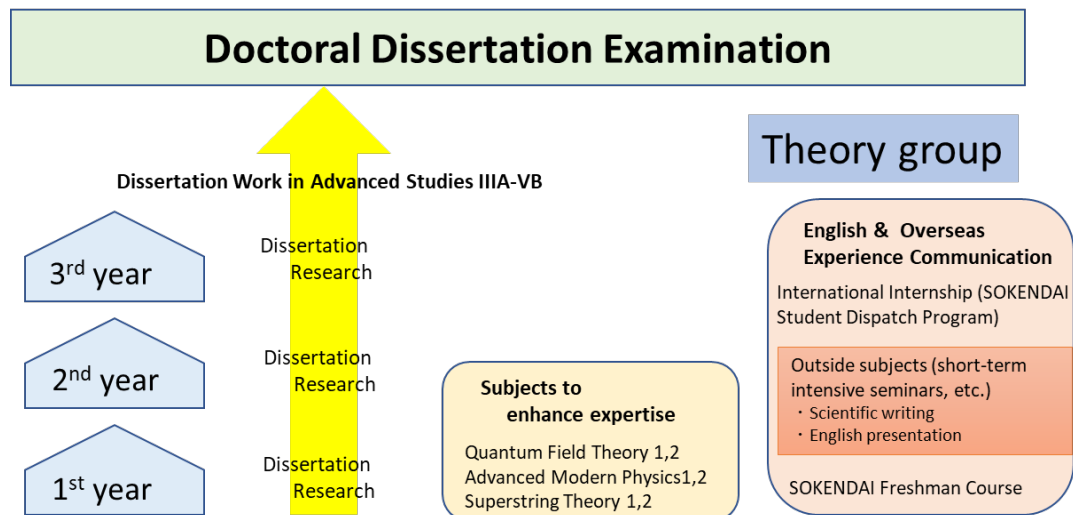 Doctoral Dissertation Examination
Theory group
Dissertation Work in Advanced Studies IIIA-VB
3rd year
Dissertation
Research
2nd year
Dissertation
Research
1st year
Dissertation
Research
Subjects to
enhance expertise
Quantum Field Theory 1,2
Advanced Modern Physics1,2
Superstring Theory 1,2
English & Overseas
Experience Communication
International Internship (SOKENDAI
Student Dispatch Program)
Outside subjects (short-term
intensive seminars, etc.)
・Scientific writing
・English presentation
SOKENDAI Freshman Course